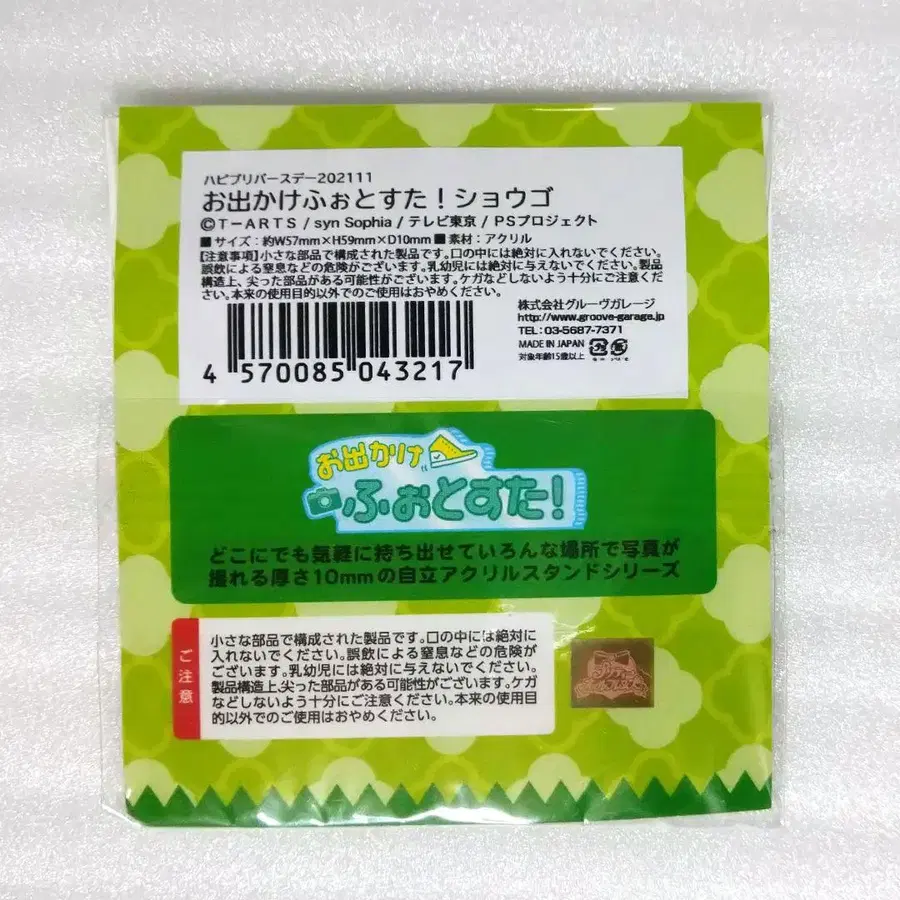 ハピプリバースデー202111
お出かけふぉとすた！ショウゴ
©T-ARTS / syn Sophia / テレビ東京 / PSプロジェクト
■サイズ：約W57mm×H59mm×D10mm■素材：アクリル
【注意事項】小さな部品で構成された製品です。口の中には絶対に入れないでください。
誤飲による窒息などの危険がございます。乳幼児には絶対に与えないでください。製品
構造上、尖った部品がある可能性がございます。ケガなどしないよう十分にご注意くだ
さい。本来の使用目的以外でのご使用はおやめください。
株式会社グルーヴガレージ
http://www.groove-garage.jp
TEL：03-5687-7371
MADE IN JAPAN
対象年齢15歳以上
4 570085 043217
お出かけ
ふぉとすた！
どこにでも気軽に持ち出せていろんな場所で写真が
撮れる厚さ10mmの自立アクリルスタンドシリーズ
ご注意
小さな部品で構成された製品です。口の中には絶対に
入れないでください。誤飲による窒息などの危険が
ございます。乳幼児には絶対に与えないでください。
製品構造上、尖った部品がある可能性がございます。ケガ
などしないよう十分にご注意ください。本来の使用目
的以外でのご使用はおやめください。